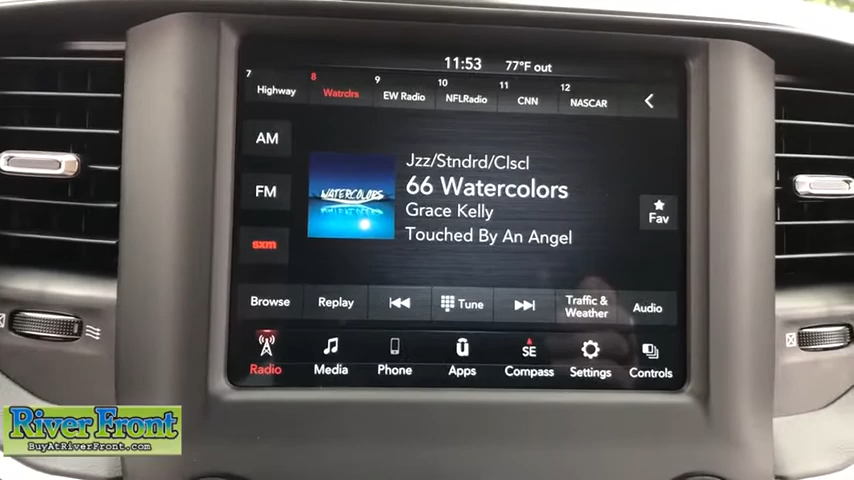 11:53 77°F out
7 Highway
8 Watrclrs
9 EW Radio
10 NFLRadio
11 CNN
12 NASCAR
AM
FM
sxm
WATERCOLORS
Jzz/Stndrd/Clscl
66 Watercolors
Grace Kelly
Touched By An Angel
Fav
Browse
Replay
Tune
Traffic &
Weather
Audio
Radio
Media
Phone
U
Apps
SE
Compass
Settings
Controls
River Front
BuyAtRiverFront.com